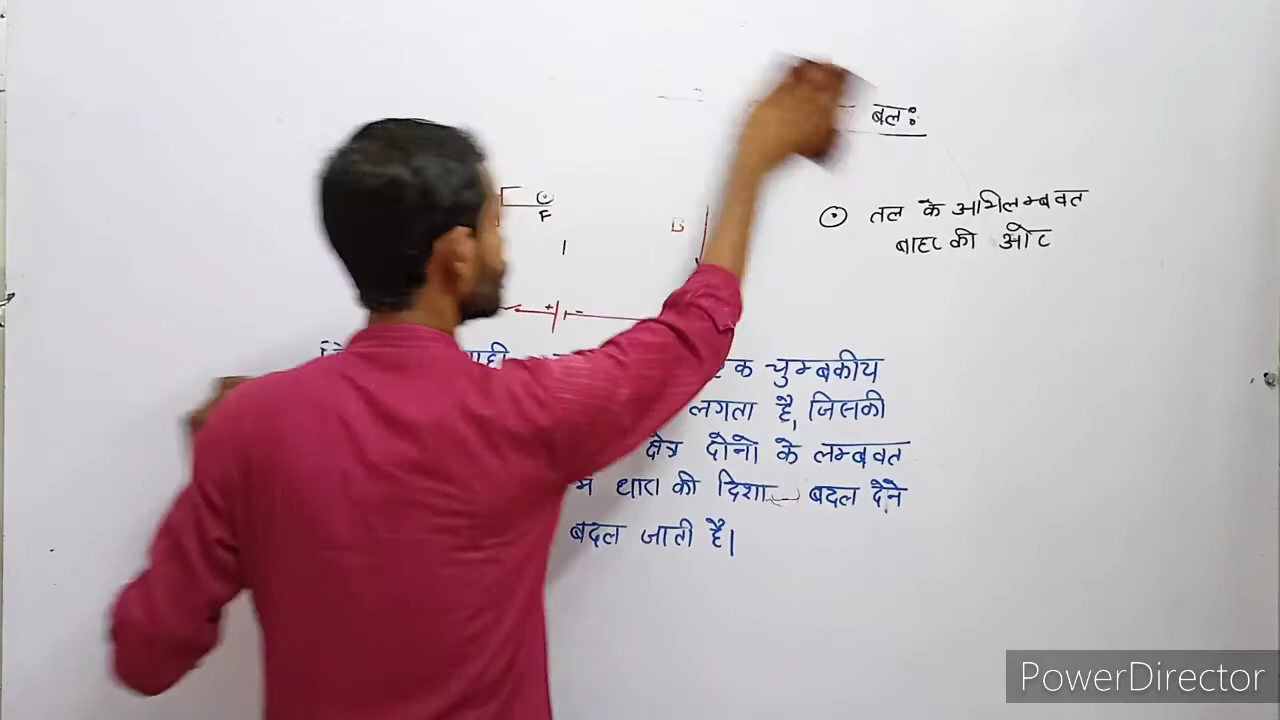 बलः
तल के अभिलम्बवत
बाहर की ओर
F
B
+ -
क चुम्बकीय
लगता है, जिसकी
क्षेत्र दोनो के लम्बवत
में धारा की दिशा बदल देने
बदल जाती है।
PowerDirector